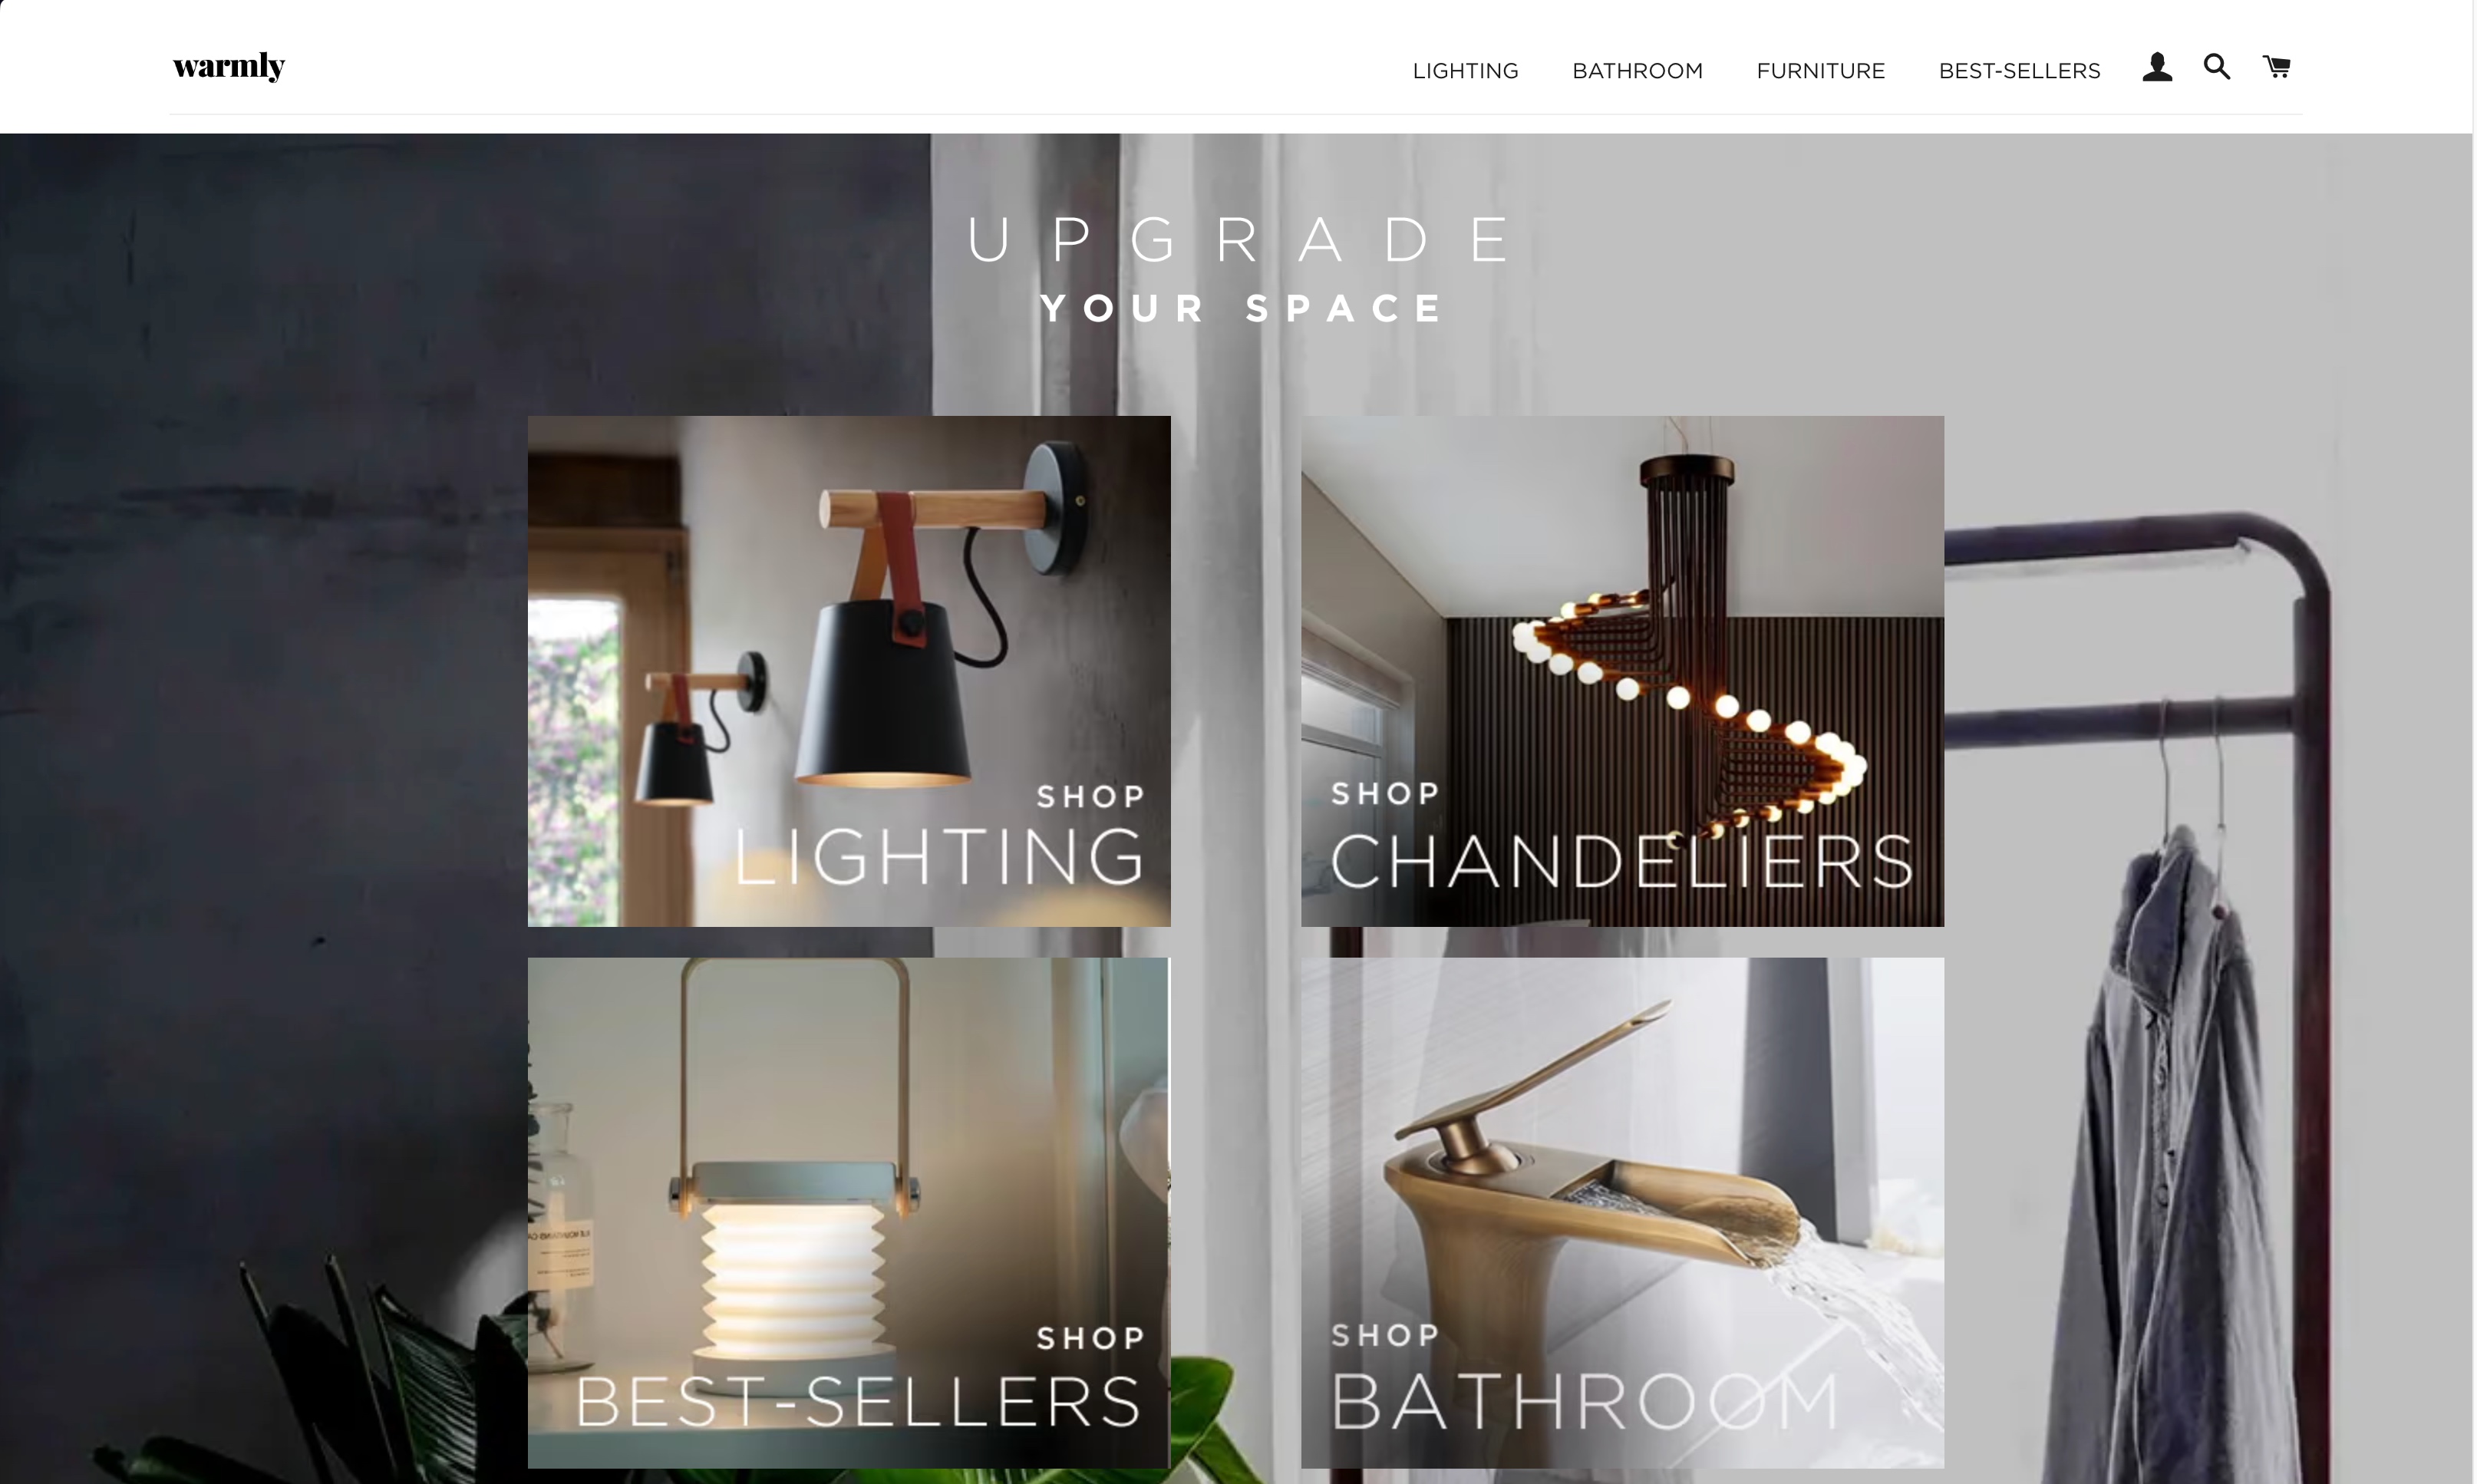 warmly
LIGHTING BATHROOM FURNITURE BEST-SELLERS
UPGRADE
YOUR SPACE
SHOP
LIGHTING
SHOP
CHANDELIERS
SHOP
BEST-SELLERS
SHOP
BATHROOM